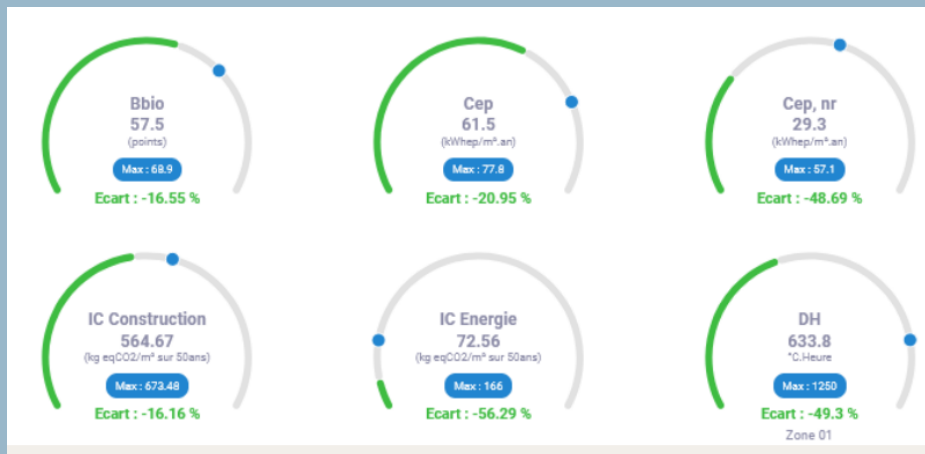 Bbio
57.5
(points)
Max : 68.9
Ecart : -16.55 %
Cep
61.5
(kWhep/m².an)
Max : 77.8
Ecart : -20.95 %
Cep, nr
29.3
(kWhep/m².an)
Max : 57.1
Ecart : -48.69 %
IC Construction
564.67
(kg eqCO2/m² sur 50ans)
Max : 673.48
Ecart : -16.16 %
IC Energie
72.56
(kg eqCO2/m² sur 50ans)
Max : 166
Ecart : -56.29 %
DH
633.8
°C.Heure
Max : 1250
Ecart : -49.3 %
Zone 01